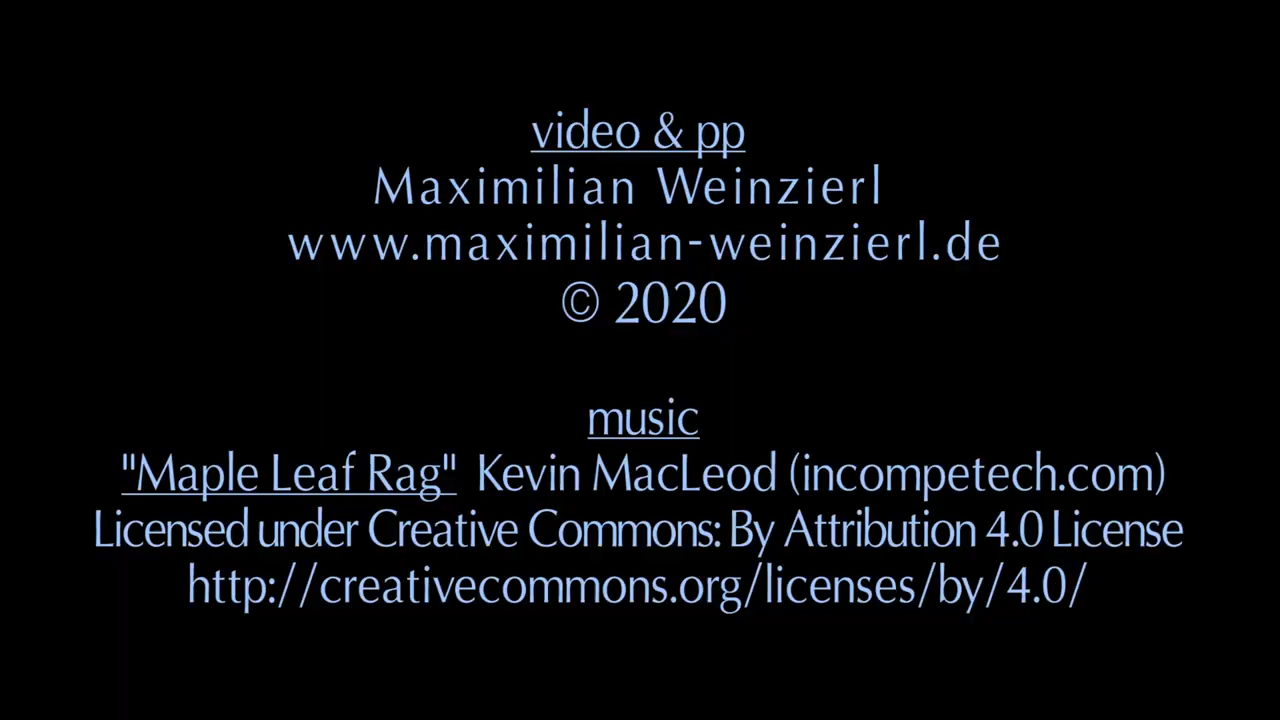 video & pp
Maximilian Weinzierl
www.maximilian-weinzierl.de
© 2020
music
"Maple Leaf Rag" Kevin MacLeod (incompetech.com)
Licensed under Creative Commons: By Attribution 4.0 License
http://creativecommons.org/licenses/by/4.0/